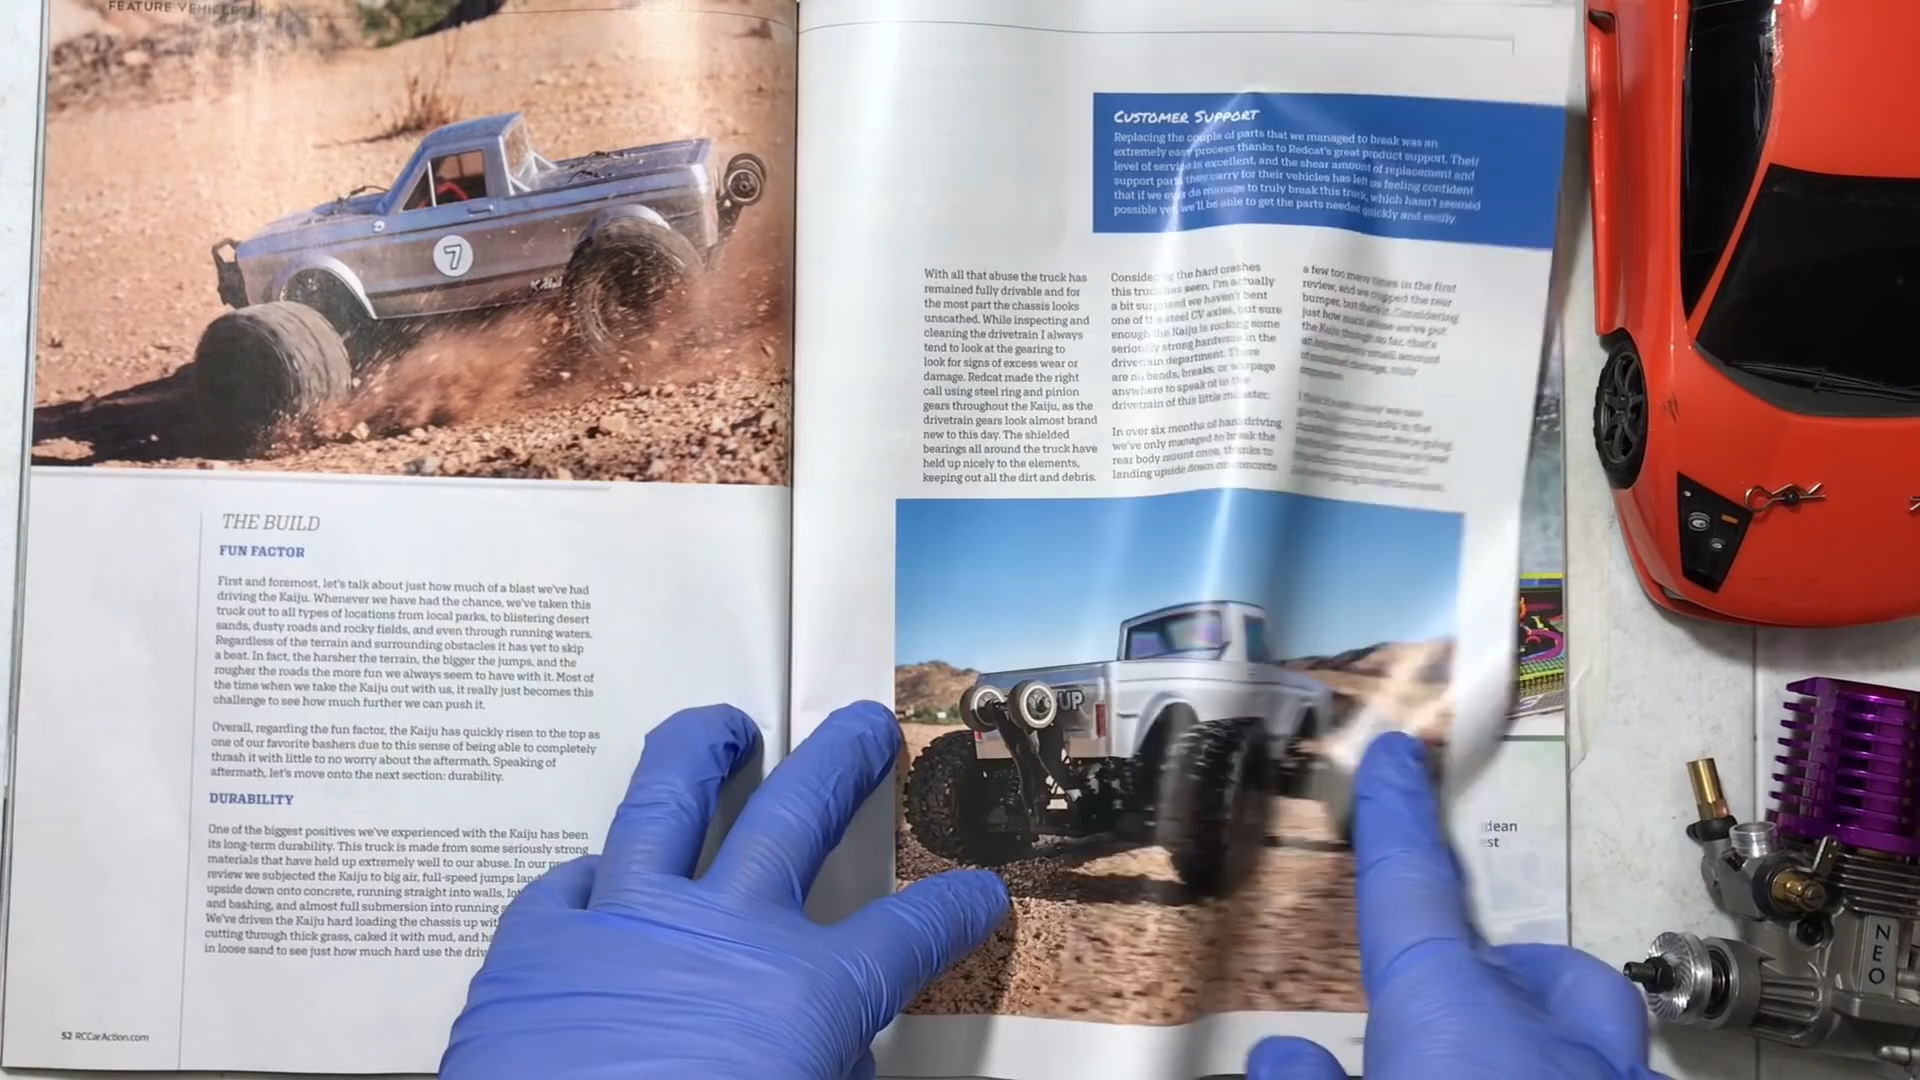 FEATURE VEHICLE
7
THE BUILD
FUN FACTOR
First and foremost, let's talk about just how much of a blast we've had
driving the Kaiju. Whenever we have had the chance, we've taken this
truck out to all types of locations from local parks, to blistering desert
sands, dusty roads and rocky fields, and even through running waters.
Regardless of the terrain and surrounding obstacles it has yet to skip
a beat. In fact, the harsher the terrain, the bigger the jumps, and the
rougher the roads the more fun we always seem to have with it. Most of
the time when we take the Kaiju out with us, it really just becomes this
challenge to see how much further we can push it.
Overall, regarding the fun factor, the Kaiju has quickly risen to the top as
one of our favorite bashers due to this sense of being able to completely
thrash it with little to no worry about the aftermath. Speaking of
aftermath, let's move onto the next section: durability.
DURABILITY
One of the biggest positives we've experienced with the Kaiju has been
its long-term durability. This truck is made from some seriously strong
materials that have held up extremely well to our abuse. In our
review we subjected the Kaiju to big air, full-speed jumps
upside down onto concrete, running straight into walls,
and bashing, and almost full submersion into running
We've driven the Kaiju hard loading the chassis up
cutting through thick grass, caked it with mud, and
in loose sand to see just how much hard use the
52 RCCarAction.com
CUSTOMER SUPPORT
Replacing the couple of parts that we managed to break was an
extremely easy process thanks to Redcat's great product support. Their
level of service is excellent, and the shear amount of replacement and
support parts they carry for their vehicles has left us feeling confident
that if we ever do manage to truly break this truck, which hasn't seemed
possible yet, we'll be able to get the parts needed quickly and easily
With all that abuse the truck has
remained fully drivable and for
the most part the chassis looks
unscathed. While inspecting and
cleaning the drivetrain I always
tend to look at the gearing to
look for signs of excess wear or
damage. Redcat made the right
call using steel ring and pinion
gears throughout the Kaiju, as the
drivetrain gears look almost brand
new to this day. The shielded
bearings all around the truck have
held up nicely to the elements,
keeping out all the dirt and debris.
Considering the hard crashes
this truck has seen, I'm actually
a bit surprised we haven't bent
one of the steel CV axles, but sure
enough the Kaiju is rocking some
seriously strong hardware in the
drivetrain department. There
are no bends, breaks, or warpage
anywhere to speak of in the
drivetrain of this little monster.
In over six months of hard driving
we've only managed to break the
rear body mount once, thanks to
landing upside down on concrete
a few too many times in the first
review, and we snapped the rear
bumper, but that's it. Considering
just how much abuse we've put
the Kaiju through so far, that's
an
UP
NEO